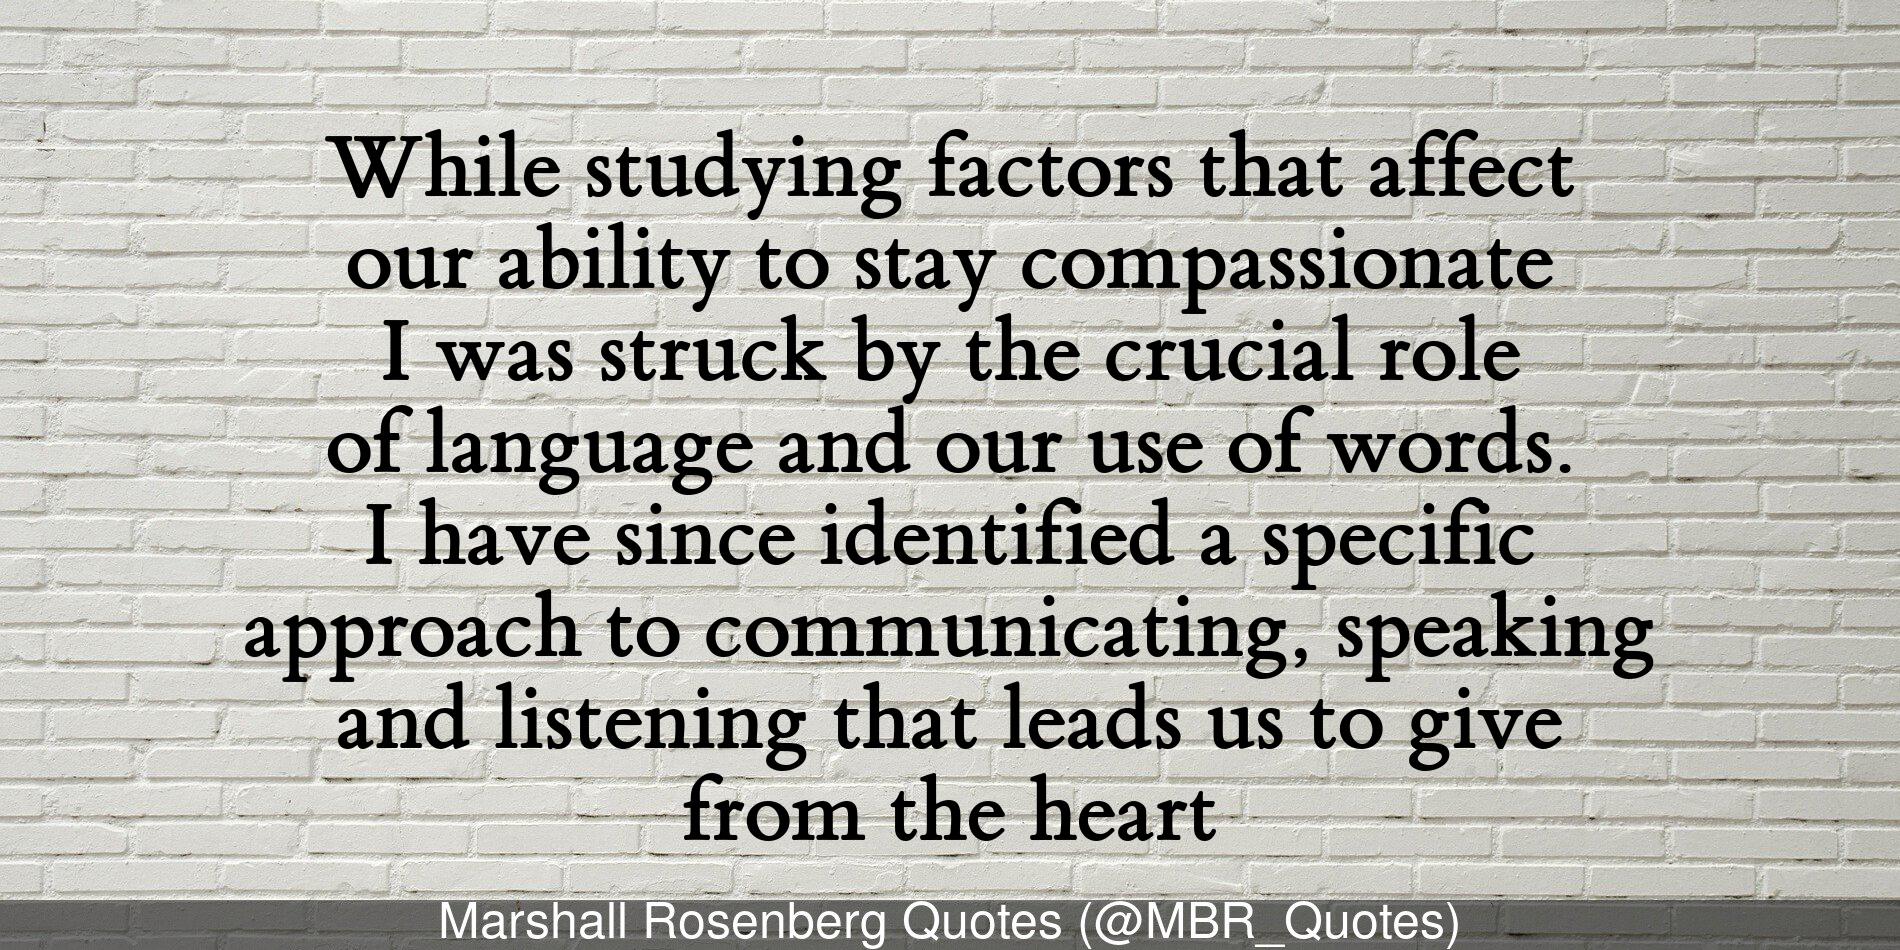 While studying factors that affect
our ability to stay compassionate
I was struck by the crucial role
of language and our use of words.
I have since identified a specific
approach to communicating, speaking
and listening that leads us to give
from the heart
Marshall Rosenberg Quotes (@MBR_Quotes)